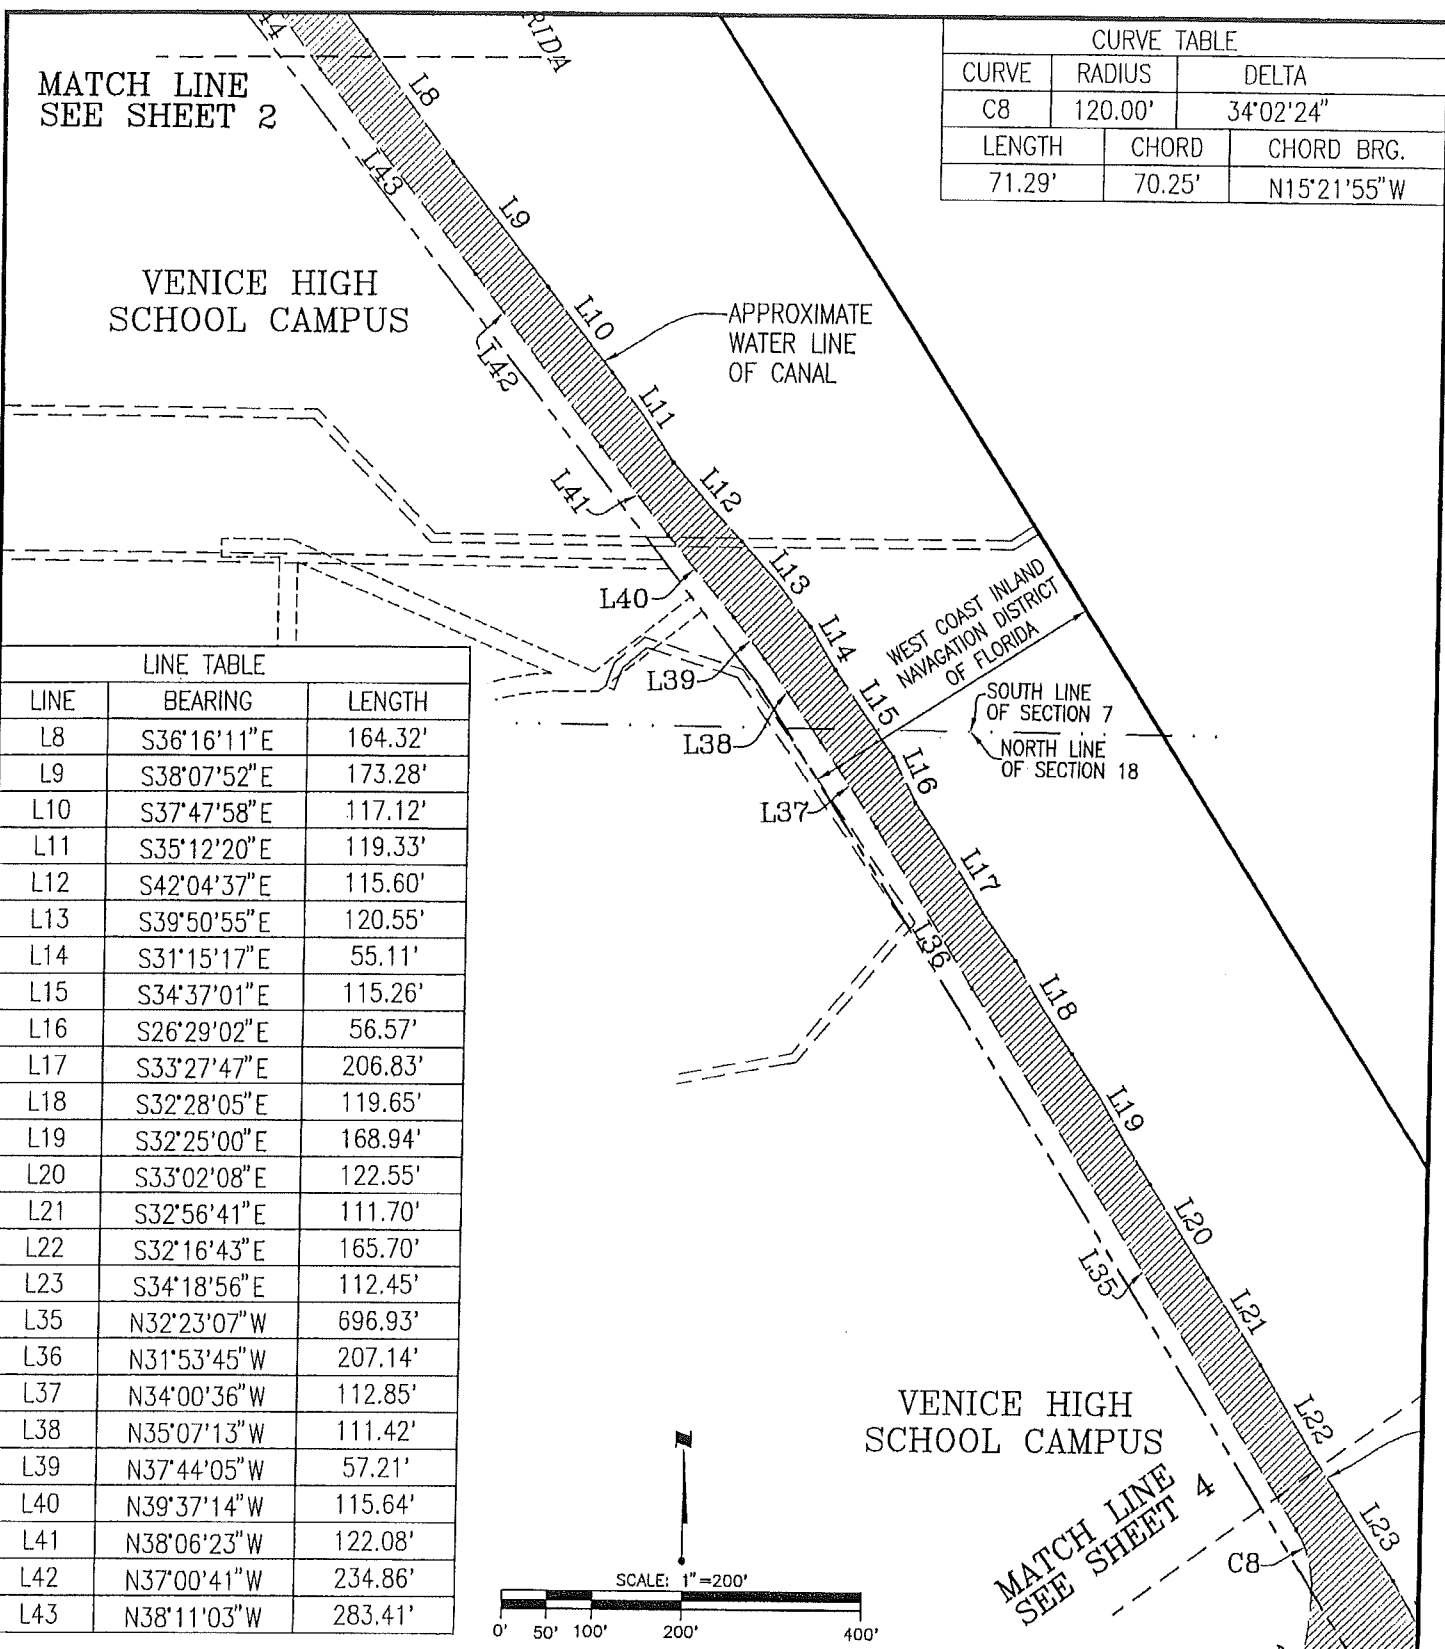 MATCH LINE
SEE SHEET 2
RIDA
CURVE TABLE
CURVE RADIUS DELTA
C8 120.00' 34°02'24"
LENGTH CHORD CHORD BRG.
71.29' 70.25' N15°21'55"W
44
L8
L43
L9
VENICE HIGH
SCHOOL CAMPUS
L10
APPROXIMATE
WATER LINE
OF CANAL
L42
L11
L41
L12
L13
L40
L14
WEST COAST INLAND
NAVAGATION DISTRICT
OF FLORIDA
L39
L15
SOUTH LINE
OF SECTION 7
L38
L16
NORTH LINE
OF SECTION 18
L37
L17
L36
L18
L19
L20
L35
L21
L22
VENICE HIGH
SCHOOL CAMPUS
L23
MATCH LINE
SEE SHEET 4
C8
LINE TABLE
LINE BEARING LENGTH
L8 S36°16'11"E 164.32'
L9 S38°07'52"E 173.28'
L10 S37°47'58"E 117.12'
L11 S35°12'20"E 119.33'
L12 S42°04'37"E 115.60'
L13 S39°50'55"E 120.55'
L14 S31°15'17"E 55.11'
L15 S34°37'01"E 115.26'
L16 S26°29'02"E 56.57'
L17 S33°27'47"E 206.83'
L18 S32°28'05"E 119.65'
L19 S32°25'00"E 168.94'
L20 S33°02'08"E 122.55'
L21 S32°56'41"E 111.70'
L22 S32°16'43"E 165.70'
L23 S34°18'56"E 112.45'
L35 N32°23'07"W 696.93'
L36 N31°53'45"W 207.14'
L37 N34°00'36"W 112.85'
L38 N35°07'13"W 111.42'
L39 N37°44'05"W 57.21'
L40 N39°37'14"W 115.64'
L41 N38°06'23"W 122.08'
L42 N37°00'41"W 234.86'
L43 N38°11'03"W 283.41'
N
SCALE: 1"=200'
0' 50' 100' 200' 400'